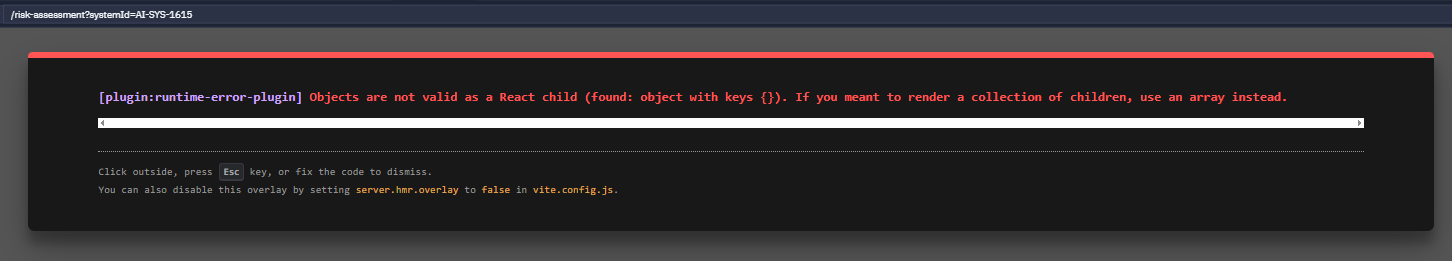 /risk-assessment?systemId=AI-SYS-1615
[plugin:runtime-error-plugin] Objects are not valid as a React child (found: object with keys {}). If you meant to render a collection of children, use an array instead.
Click outside, press Esc key, or fix the code to dismiss.
You can also disable this overlay by setting server.hmr.overlay to false in vite.config.js.